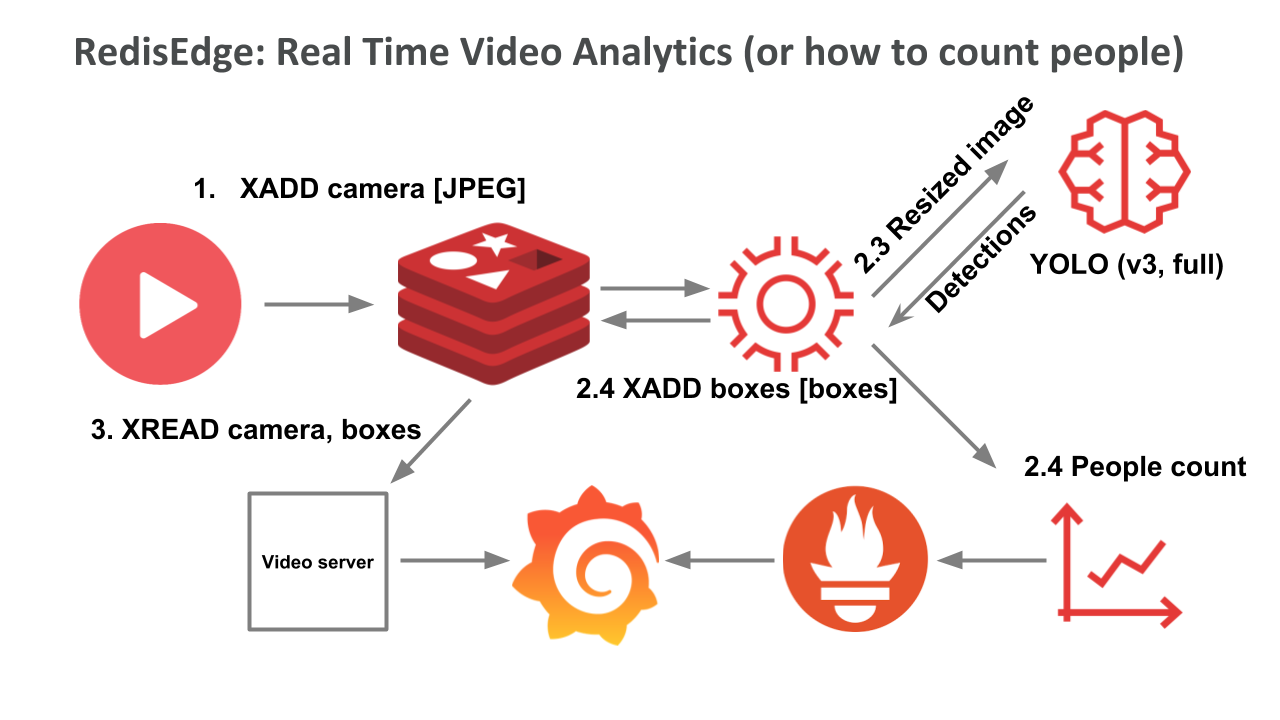 RedisEdge: Real Time Video Analytics (or how to count people)
1. XADD camera [JPEG]
2.3 Resized image
Detections
YOLO (v3, full)
2.4 XADD boxes [boxes]
3. XREAD camera, boxes
2.4 People count
Video server